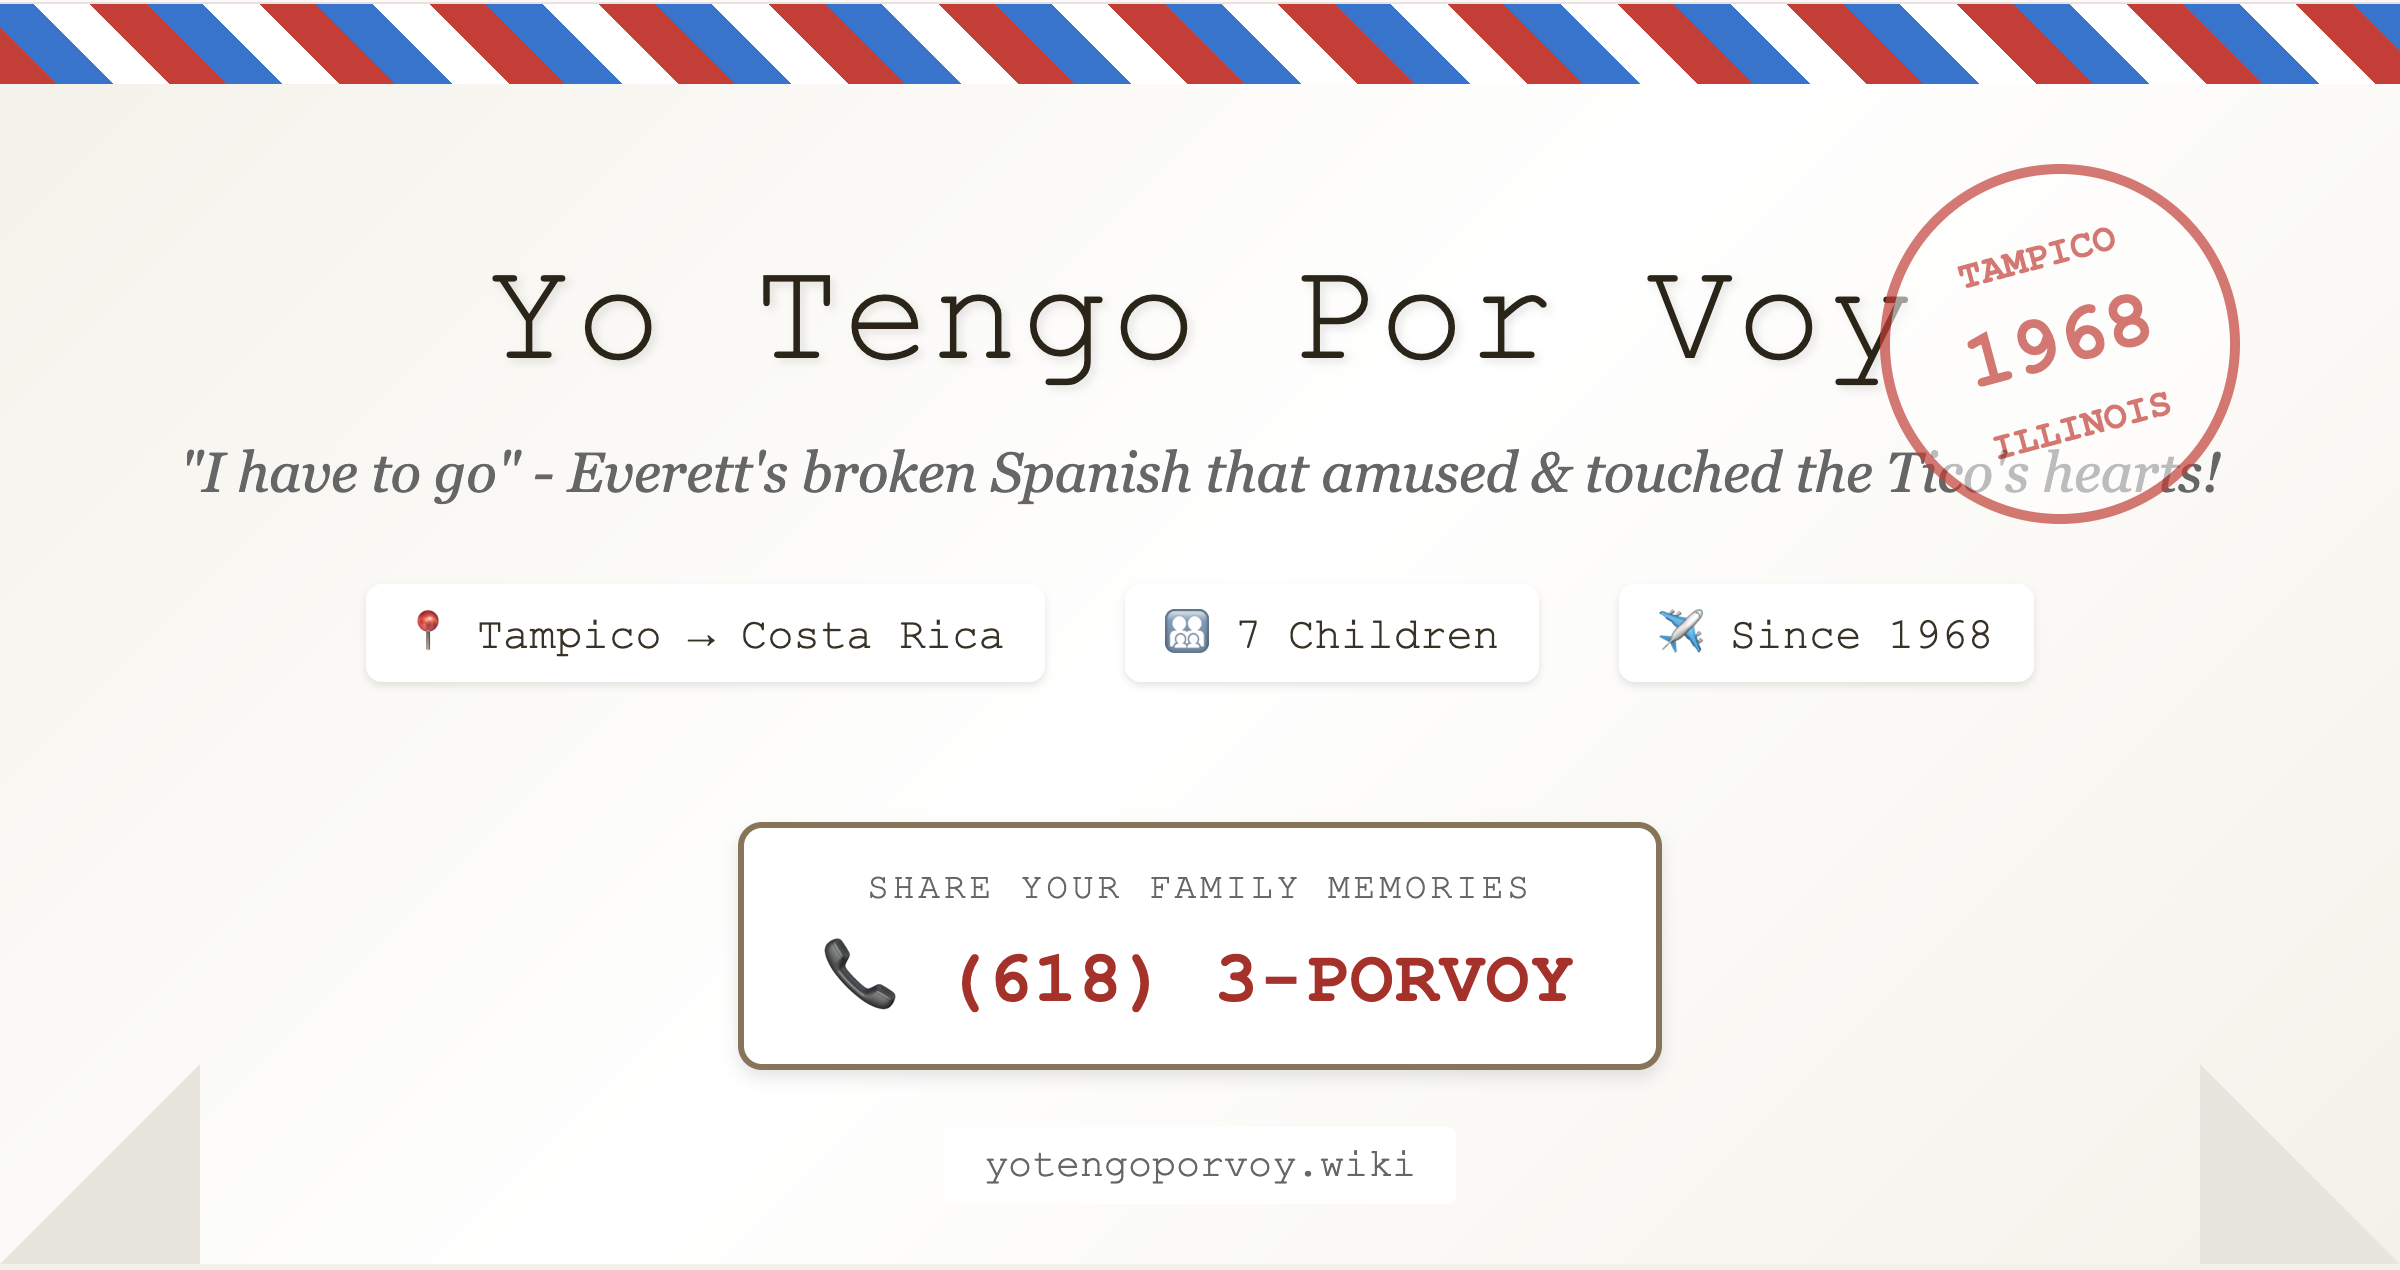 Yo Tengo Por Voy
TAMPICO
1968
ILLINOIS
"I have to go" - Everett's broken Spanish that amused & touched the Tico's hearts!
📍 Tampico → Costa Rica
👨‍👩‍👧‍👦 7 Children
✈️ Since 1968
SHARE YOUR FAMILY MEMORIES
📞 (618) 3-PORVOY
yotengoporvoy.wiki